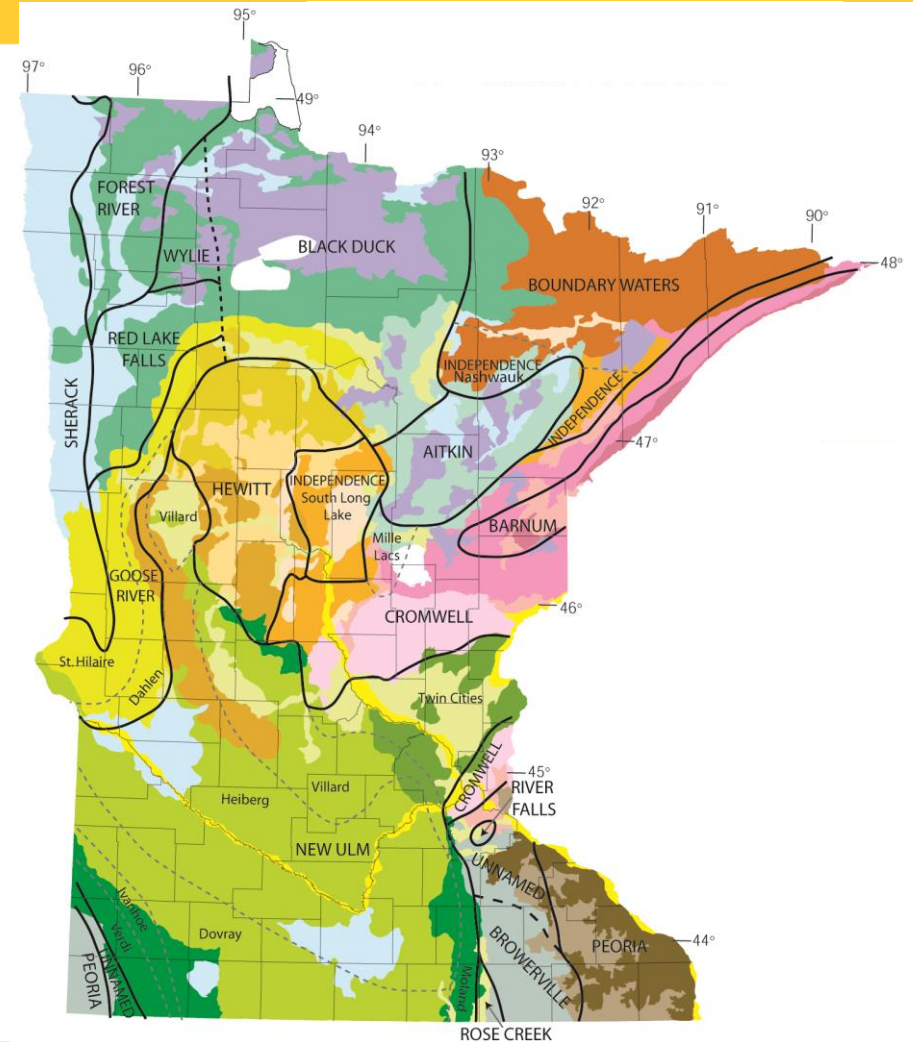 95°
97°
96°
49°
94°
93°
92°
91°
90°
48°
FOREST
RIVER
WYLIE
BLACK DUCK
BOUNDARY WATERS
RED LAKE
FALLS
INDEPENDENCE
Nashwauk
INDEPENDENCE
SHERACK
47°
AITKIN
HEWITT
INDEPENDENCE
South Long
Lake
Villard
BARNUM
Mille
Lacs
GOOSE
RIVER
46°
CROMWELL
St. Hilaire
Dahlen
Twin Cities
CROMWELL
45°
RIVER
FALLS
Villard
Heiberg
NEW ULM
UNNAMED
Ivanhoe
Verdi
Dovray
BROWERVILLE
PEORIA
44°
PEORIA
UNNAMED
Moland
ROSE CREEK